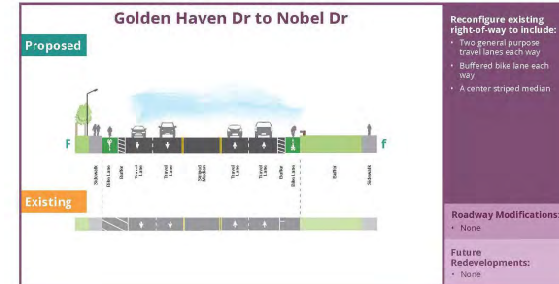 Golden Haven Dr to Nobel Dr
Proposed
F
f
Sidewalk
Bike Lane
Buffer
Lane
Travel Lane
Striped Median
Travel Lane
Travel Lane
Buffer
Bike Lane
Buffer
Sidewalk
Existing
Reconfigure existing
right-of-way to include:
• Two general purpose
travel lanes each way
• Buffered bike lane each
way
• A center striped median
Roadway Modifications:
• None
Future
Redevelopments:
• None